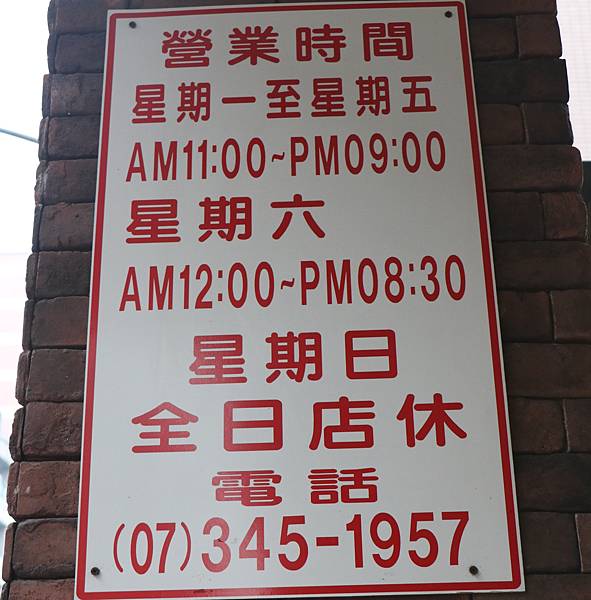 營業時間
星期一至星期五
AM11:00~PM09:00
星期六
AM12:00~PM08:30
星期日
全日店休
電話
(07)345-1957